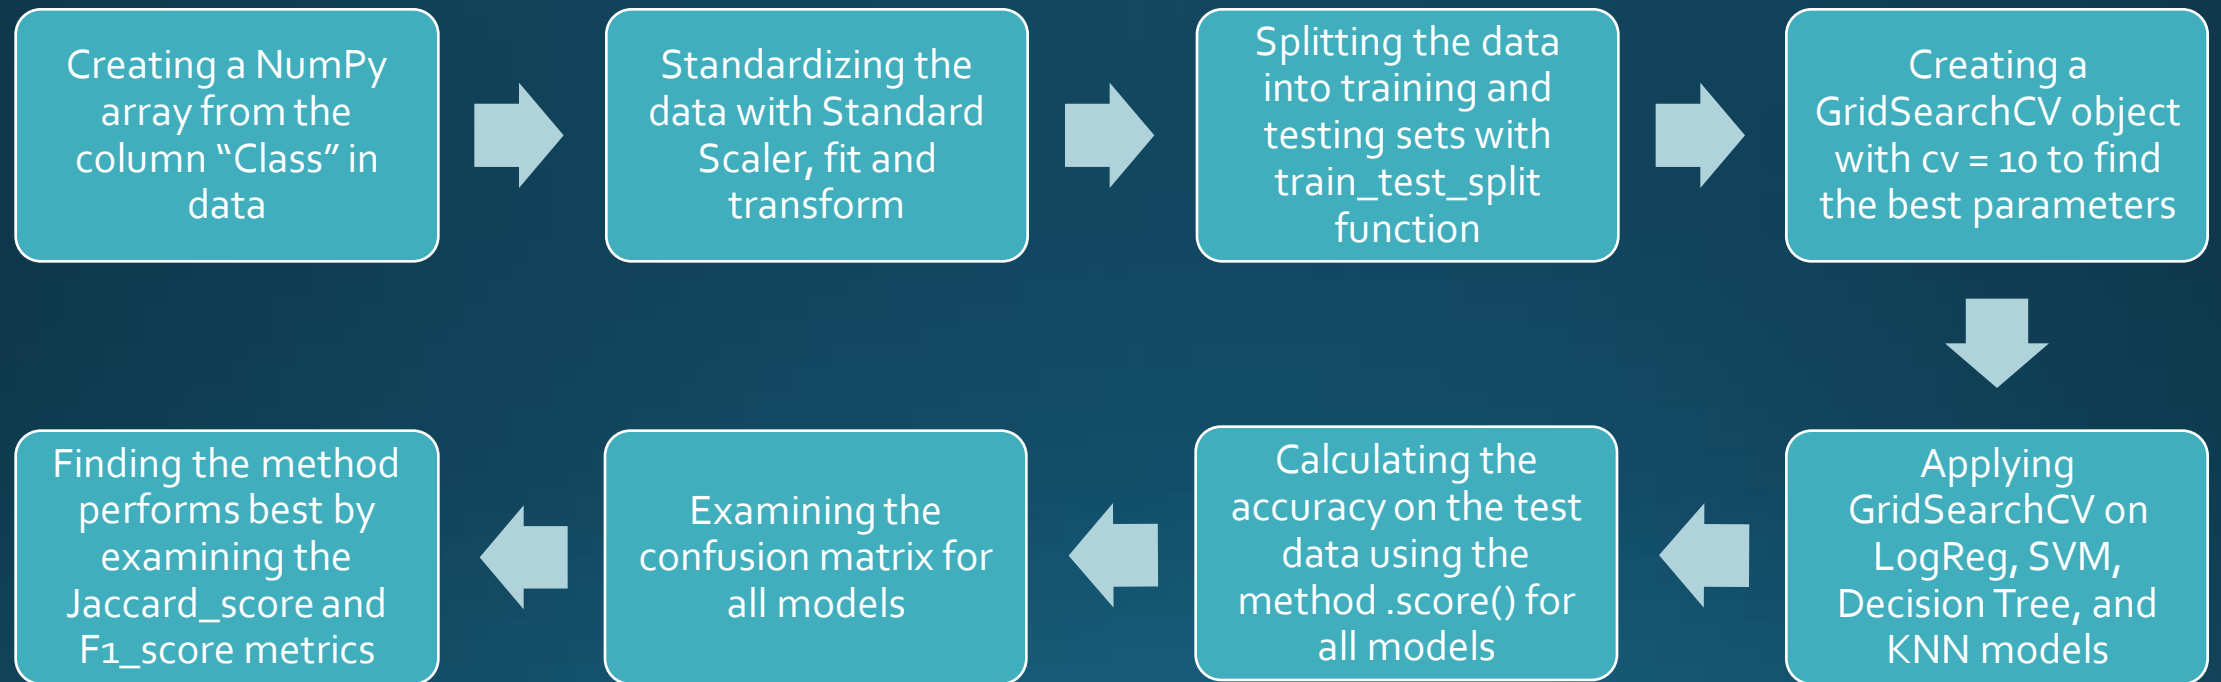 Creating a NumPy
array from the
column “Class” in
data
Standardizing the
data with Standard
Scaler, fit and
transform
Splitting the data
into training and
testing sets with
train_test_split
function
Creating a
GridSearchCV object
with cv = 10 to find
the best parameters
Applying
GridSearchCV on
LogReg, SVM,
Decision Tree, and
KNN models
Calculating the
accuracy on the test
data using the
method .score() for
all models
Examining the
confusion matrix for
all models
Finding the method
performs best by
examining the
Jaccard_score and
F1_score metrics